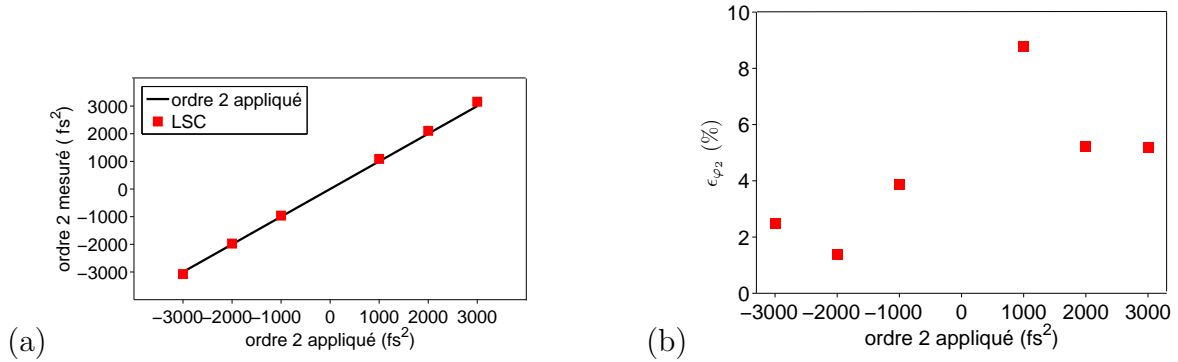 3000
2000
1000
0
−1000
−2000
−3000
ordre 2 mesuré ( fs²)
ordre 2 appliqué
LSC
−3000 −2000 −1000 0 1000 2000 3000
ordre 2 appliqué (fs²)
(a)
10
8
6
4
2
0
ϵφ₂ (%)
−3000 −2000 −1000 0 1000 2000 3000
ordre 2 appliqué (fs²)
(b)